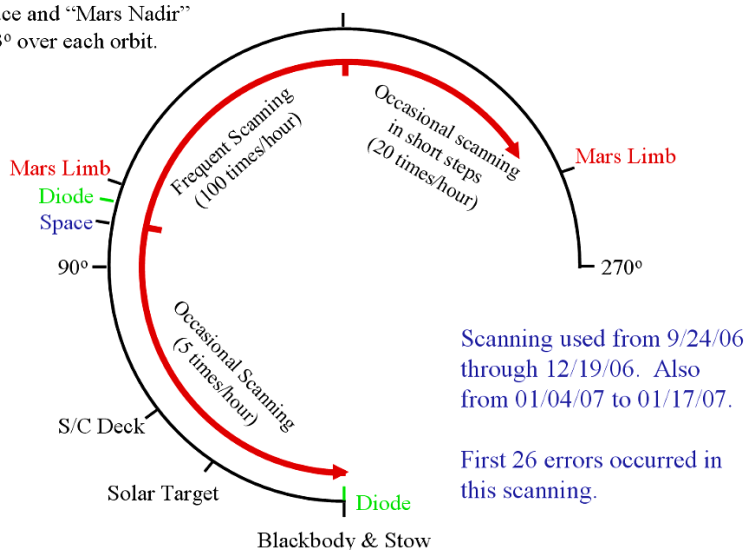 and “Mars Nadir”
over each orbit.
Frequent Scanning
(100 times/hour)
Occasional scanning
in short steps
(20 times/hour)
Mars Limb
Mars Limb
Diode
Space
90º
270º
Occasional Scanning
(5 times/hour)
Scanning used from 9/24/06
through 12/19/06. Also
from 01/04/07 to 01/17/07.
S/C Deck
First 26 errors occurred in
this scanning.
Solar Target
Diode
Blackbody & Stow